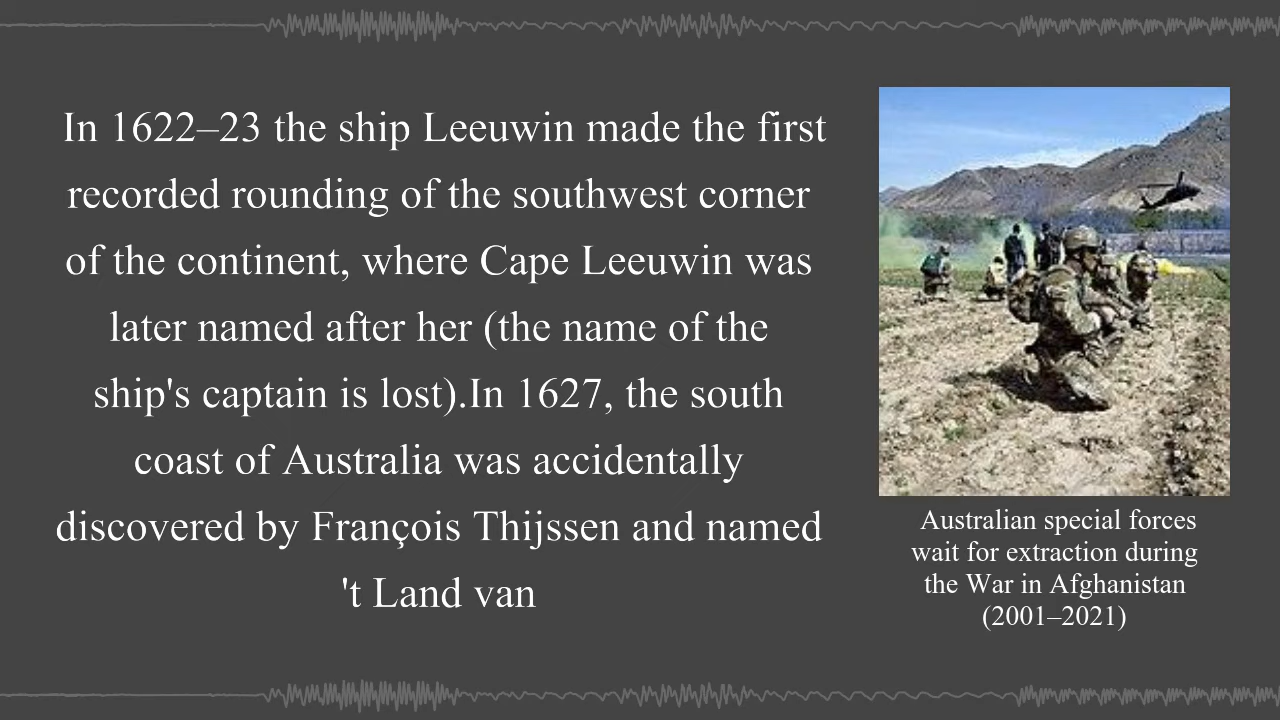 In 1622–23 the ship Leeuwin made the first
recorded rounding of the southwest corner
of the continent, where Cape Leeuwin was
later named after her (the name of the
ship's captain is lost).In 1627, the south
coast of Australia was accidentally
discovered by François Thijssen and named
't Land van
Australian special forces
wait for extraction during
the War in Afghanistan
(2001–2021)